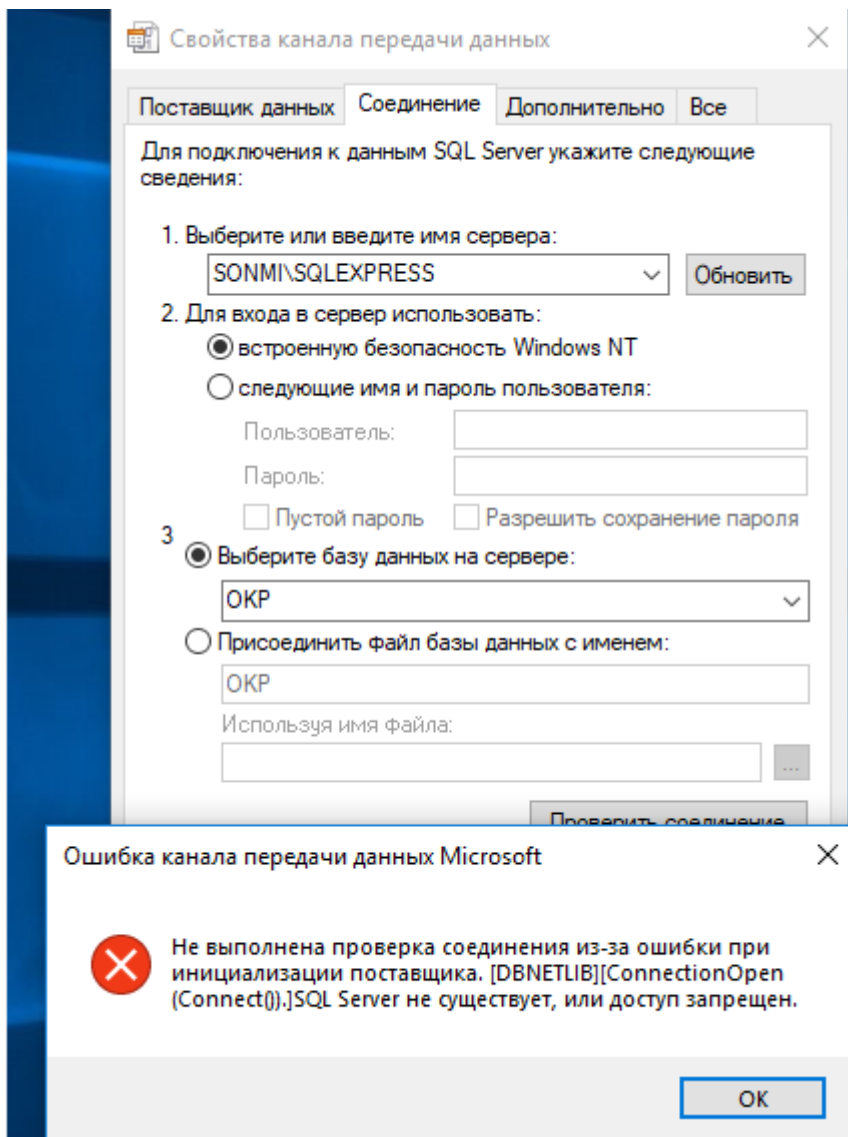 Свойства канала передачи данных
Поставщик данных Соединение Дополнительно Все
Для подключения к данным SQL Server укажите следующие
сведения:
1. Выберите или введите имя сервера:
SONMI\SQLEXPRESS Обновить
2. Для входа в сервер использовать:
встроенную безопасность Windows NT
следующие имя и пароль пользователя:
Пользователь:
Пароль:
Пустой пароль Разрешить сохранение пароля
3
Выберите базу данных на сервере:
OKP
Присоединить файл базы данных с именем:
OKP
Используя имя файла:
...
Проверить соединение
Ошибка канала передачи данных Microsoft
Не выполнена проверка соединения из-за ошибки при
инициализации поставщика. [DBNETLIB][ConnectionOpen
(Connect()).]SQL Server не существует, или доступ запрещен.
OK